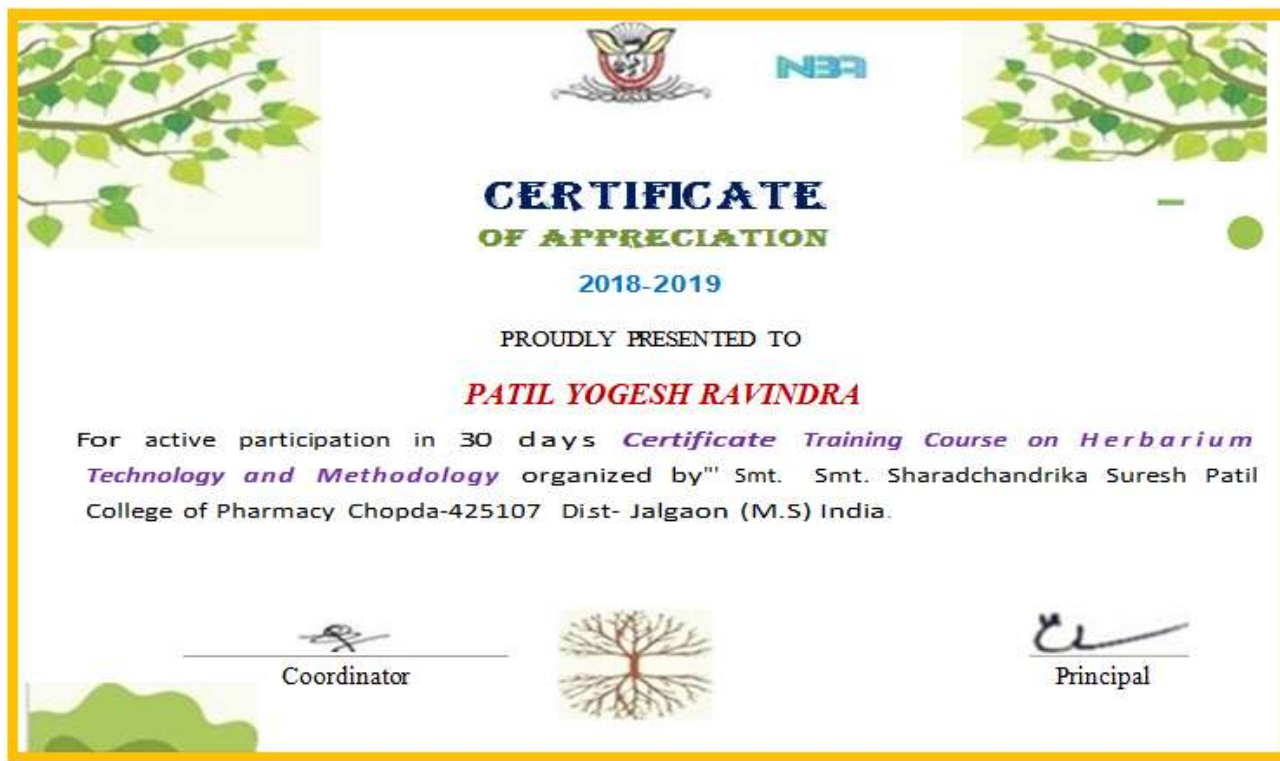 NBA
CERTIFICATE
OF APPRECIATION
2018-2019
PROUDLY PRESENTED TO
PATIL YOGESH RAVINDRA
For active participation in 30 days Certificate Training Course on Herbarium
Technology and Methodology organized by"' Smt. Smt. Sharadchandrika Suresh Patil
College of Pharmacy Chopda-425107 Dist- Jalgaon (M.S) India.
Coordinator
Principal